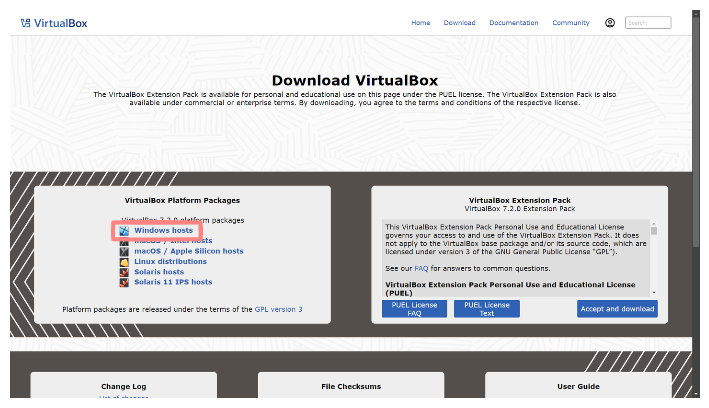 VirtualBox
Home Download Documentation Community Search
Download VirtualBox
The VirtualBox Extension Pack is available for personal and educational use on this page under the PUEL license. The VirtualBox Extension Pack is also
available under commercial or enterprise terms. By downloading, you agree to the terms and conditions of the respective license.
VirtualBox Platform Packages
VirtualBox 7.2.0 platform packages
Windows hosts
macOS / Intel hosts
macOS / Apple Silicon hosts
Linux distributions
Solaris hosts
Solaris 11 IPS hosts
Platform packages are released under the terms of the GPL version 3
VirtualBox Extension Pack
VirtualBox 7.2.0 Extension Pack
This VirtualBox Extension Pack Personal Use and Educational License
governs your access to and use of the VirtualBox Extension Pack. It does
not apply to the VirtualBox base package and/or its source code, which are
licensed under version 3 of the GNU General Public License "GPL").
See our FAQ for answers to common questions.
VirtualBox Extension Pack Personal Use and Educational License
(PUEL)
PUEL License
FAQ
PUEL License
Text
Accept and download
Change Log
List of changes
File Checksums
User Guide